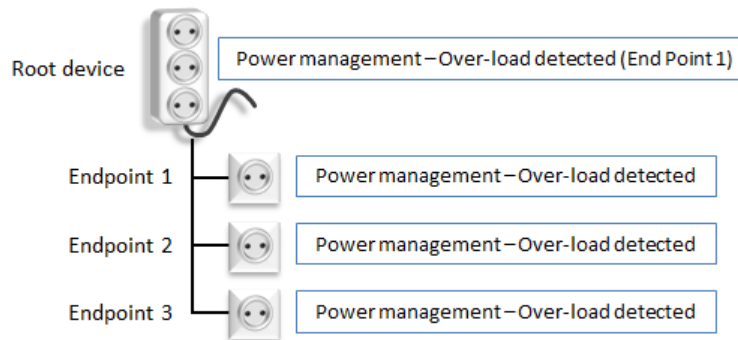 Root device
Power management – Over-load detected (End Point 1)
Endpoint 1
Power management – Over-load detected
Endpoint 2
Power management – Over-load detected
Endpoint 3
Power management – Over-load detected